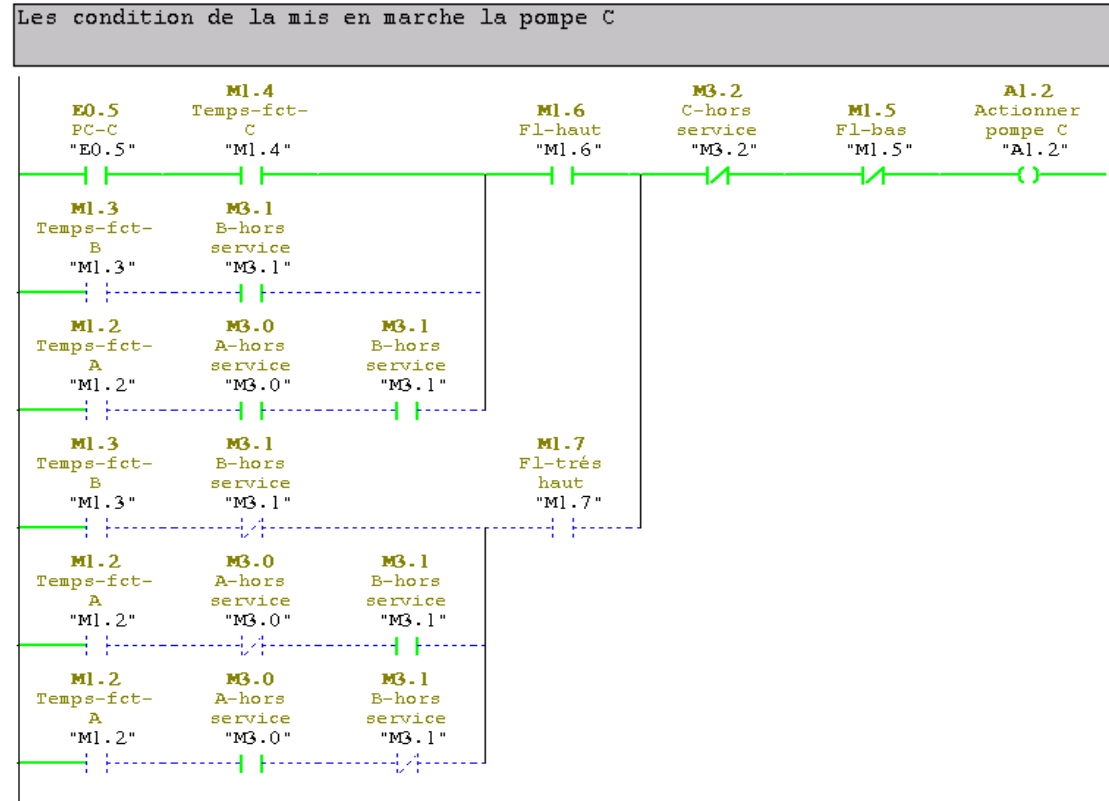 Les condition de la mis en marche la pompe C
M1.4 M3.2 A1.2
E0.5 Temps-fct- M1.6 C-hors M1.5 Actionner
PC-C C Fl-haut service Fl-bas pompe C
"E0.5" "M1.4" "M1.6" "M3.2" "M1.5" "A1.2"
M1.3 M3.1
Temps-fct- B-hors
B service
"M1.3" "M3.1"
M1.2 M3.0 M3.1
Temps-fct- A-hors B-hors
A service service
"M1.2" "M3.0" "M3.1"
M1.3 M3.1 M1.7
Temps-fct- B-hors Fl-trés
B service haut
"M1.3" "M3.1" "M1.7"
M1.2 M3.0 M3.1
Temps-fct- A-hors B-hors
A service service
"M1.2" "M3.0" "M3.1"
M1.2 M3.0 M3.1
Temps-fct- A-hors B-hors
A service service
"M1.2" "M3.0" "M3.1"